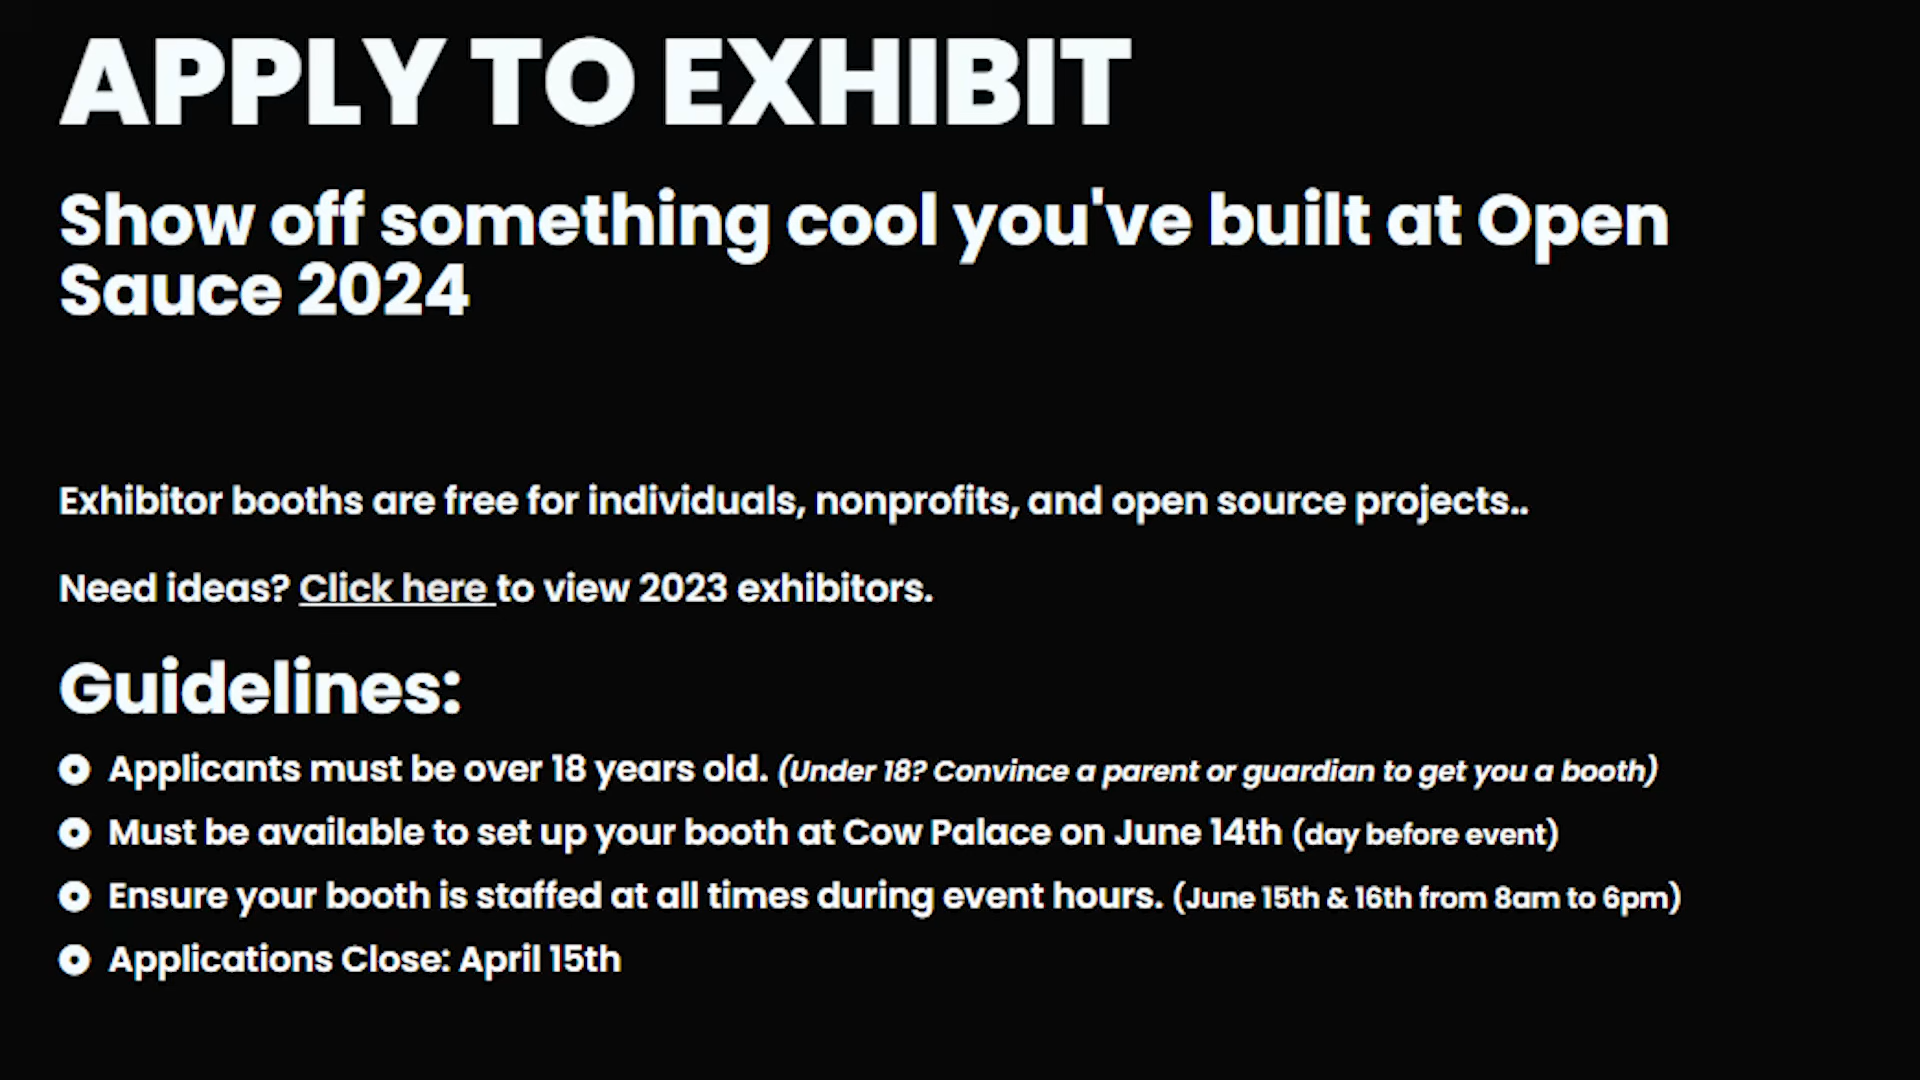 APPLY TO EXHIBIT
Show off something cool you've built at Open
Sauce 2024
Exhibitor booths are free for individuals, nonprofits, and open source projects..
Need ideas? Click here to view 2023 exhibitors.
Guidelines:
Applicants must be over 18 years old. (Under 18? Convince a parent or guardian to get you a booth)
Must be available to set up your booth at Cow Palace on June 14th (day before event)
Ensure your booth is staffed at all times during event hours. (June 15th & 16th from 8am to 6pm)
Applications Close: April 15th